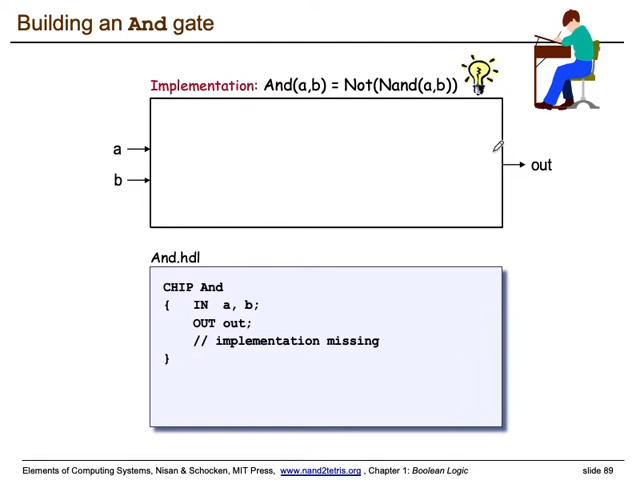 Building an And gate
Implementation: And(a,b) = Not(Nand(a,b))
a
b
out
And.hdl
CHIP And
{ IN a, b;
OUT out;
// implementation missing
}
Elements of Computing Systems, Nisan & Schocken, MIT Press, www.nand2tetris.org , Chapter 1: Boolean Logic
slide 89